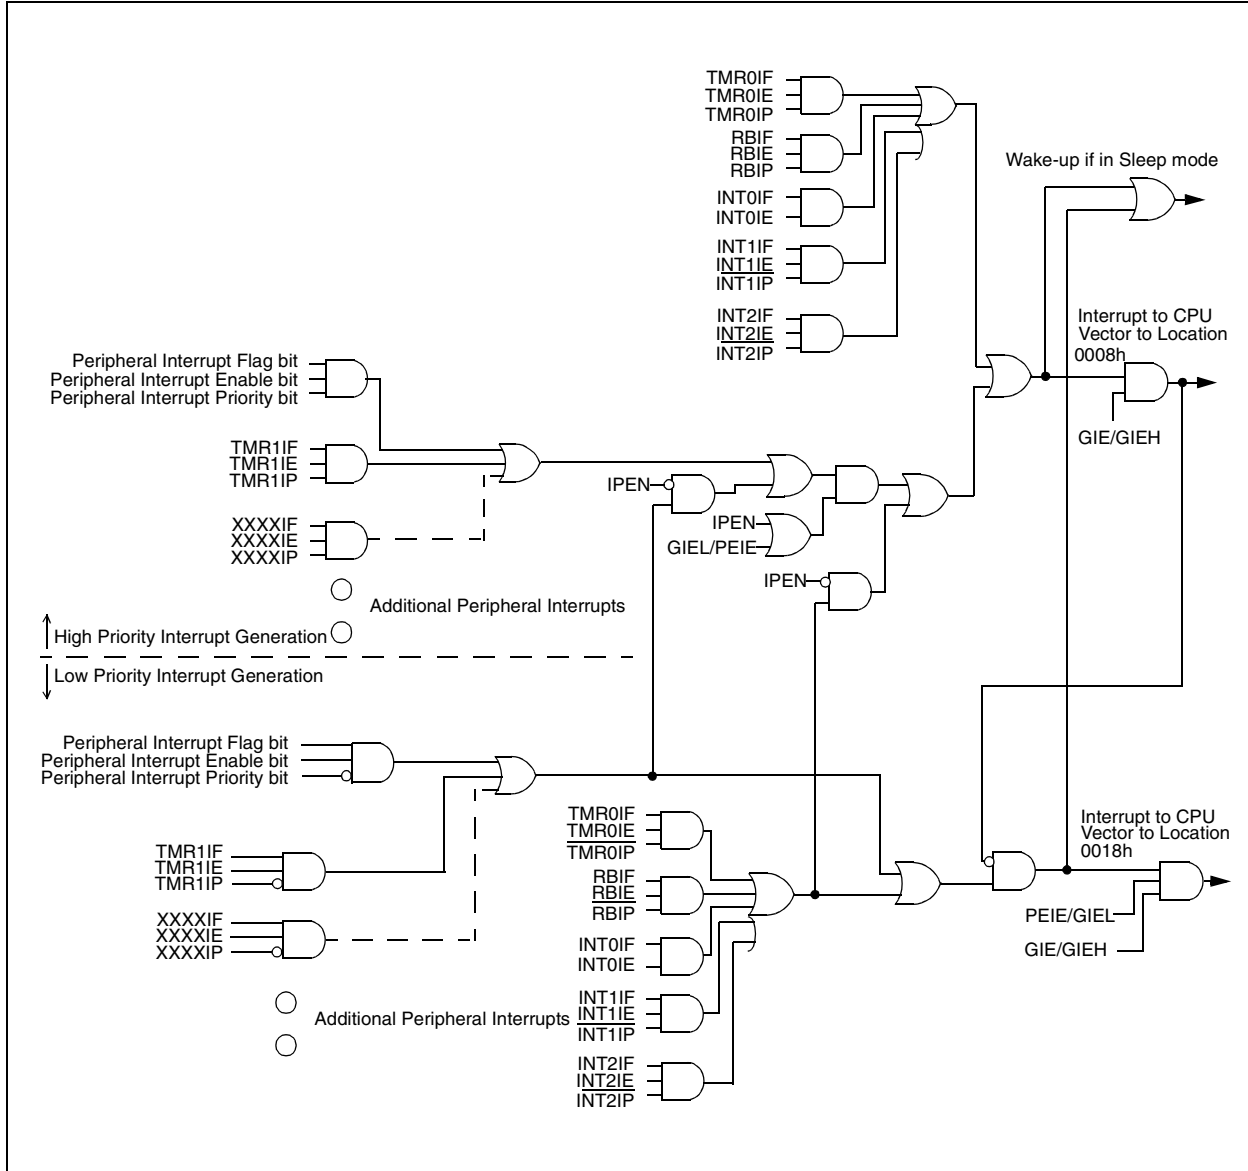 TMR0IF
TMR0IE
TMR0IP
RBIF
RBIE
RBIP
INT0IF
INT0IE
INT1IF
INT1IE
INT1IP
INT2IF
INT2IE
INT2IP
Wake-up if in Sleep mode
Interrupt to CPU
Vector to Location
0008h
GIE/GIEH
Peripheral Interrupt Flag bit
Peripheral Interrupt Enable bit
Peripheral Interrupt Priority bit
TMR1IF
TMR1IE
TMR1IP
XXXXIF
XXXXIE
XXXXIP
IPEN
IPEN
GIEL/PEIE
IPEN
Additional Peripheral Interrupts
High Priority Interrupt Generation
Low Priority Interrupt Generation
Peripheral Interrupt Flag bit
Peripheral Interrupt Enable bit
Peripheral Interrupt Priority bit
TMR1IF
TMR1IE
TMR1IP
XXXXIF
XXXXIE
XXXXIP
Additional Peripheral Interrupts
TMR0IF
TMR0IE
TMR0IP
RBIF
RBIE
RBIP
INT0IF
INT0IE
INT1IF
INT1IE
INT1IP
INT2IF
INT2IE
INT2IP
Interrupt to CPU
Vector to Location
0018h
PEIE/GIEL
GIE/GIEH